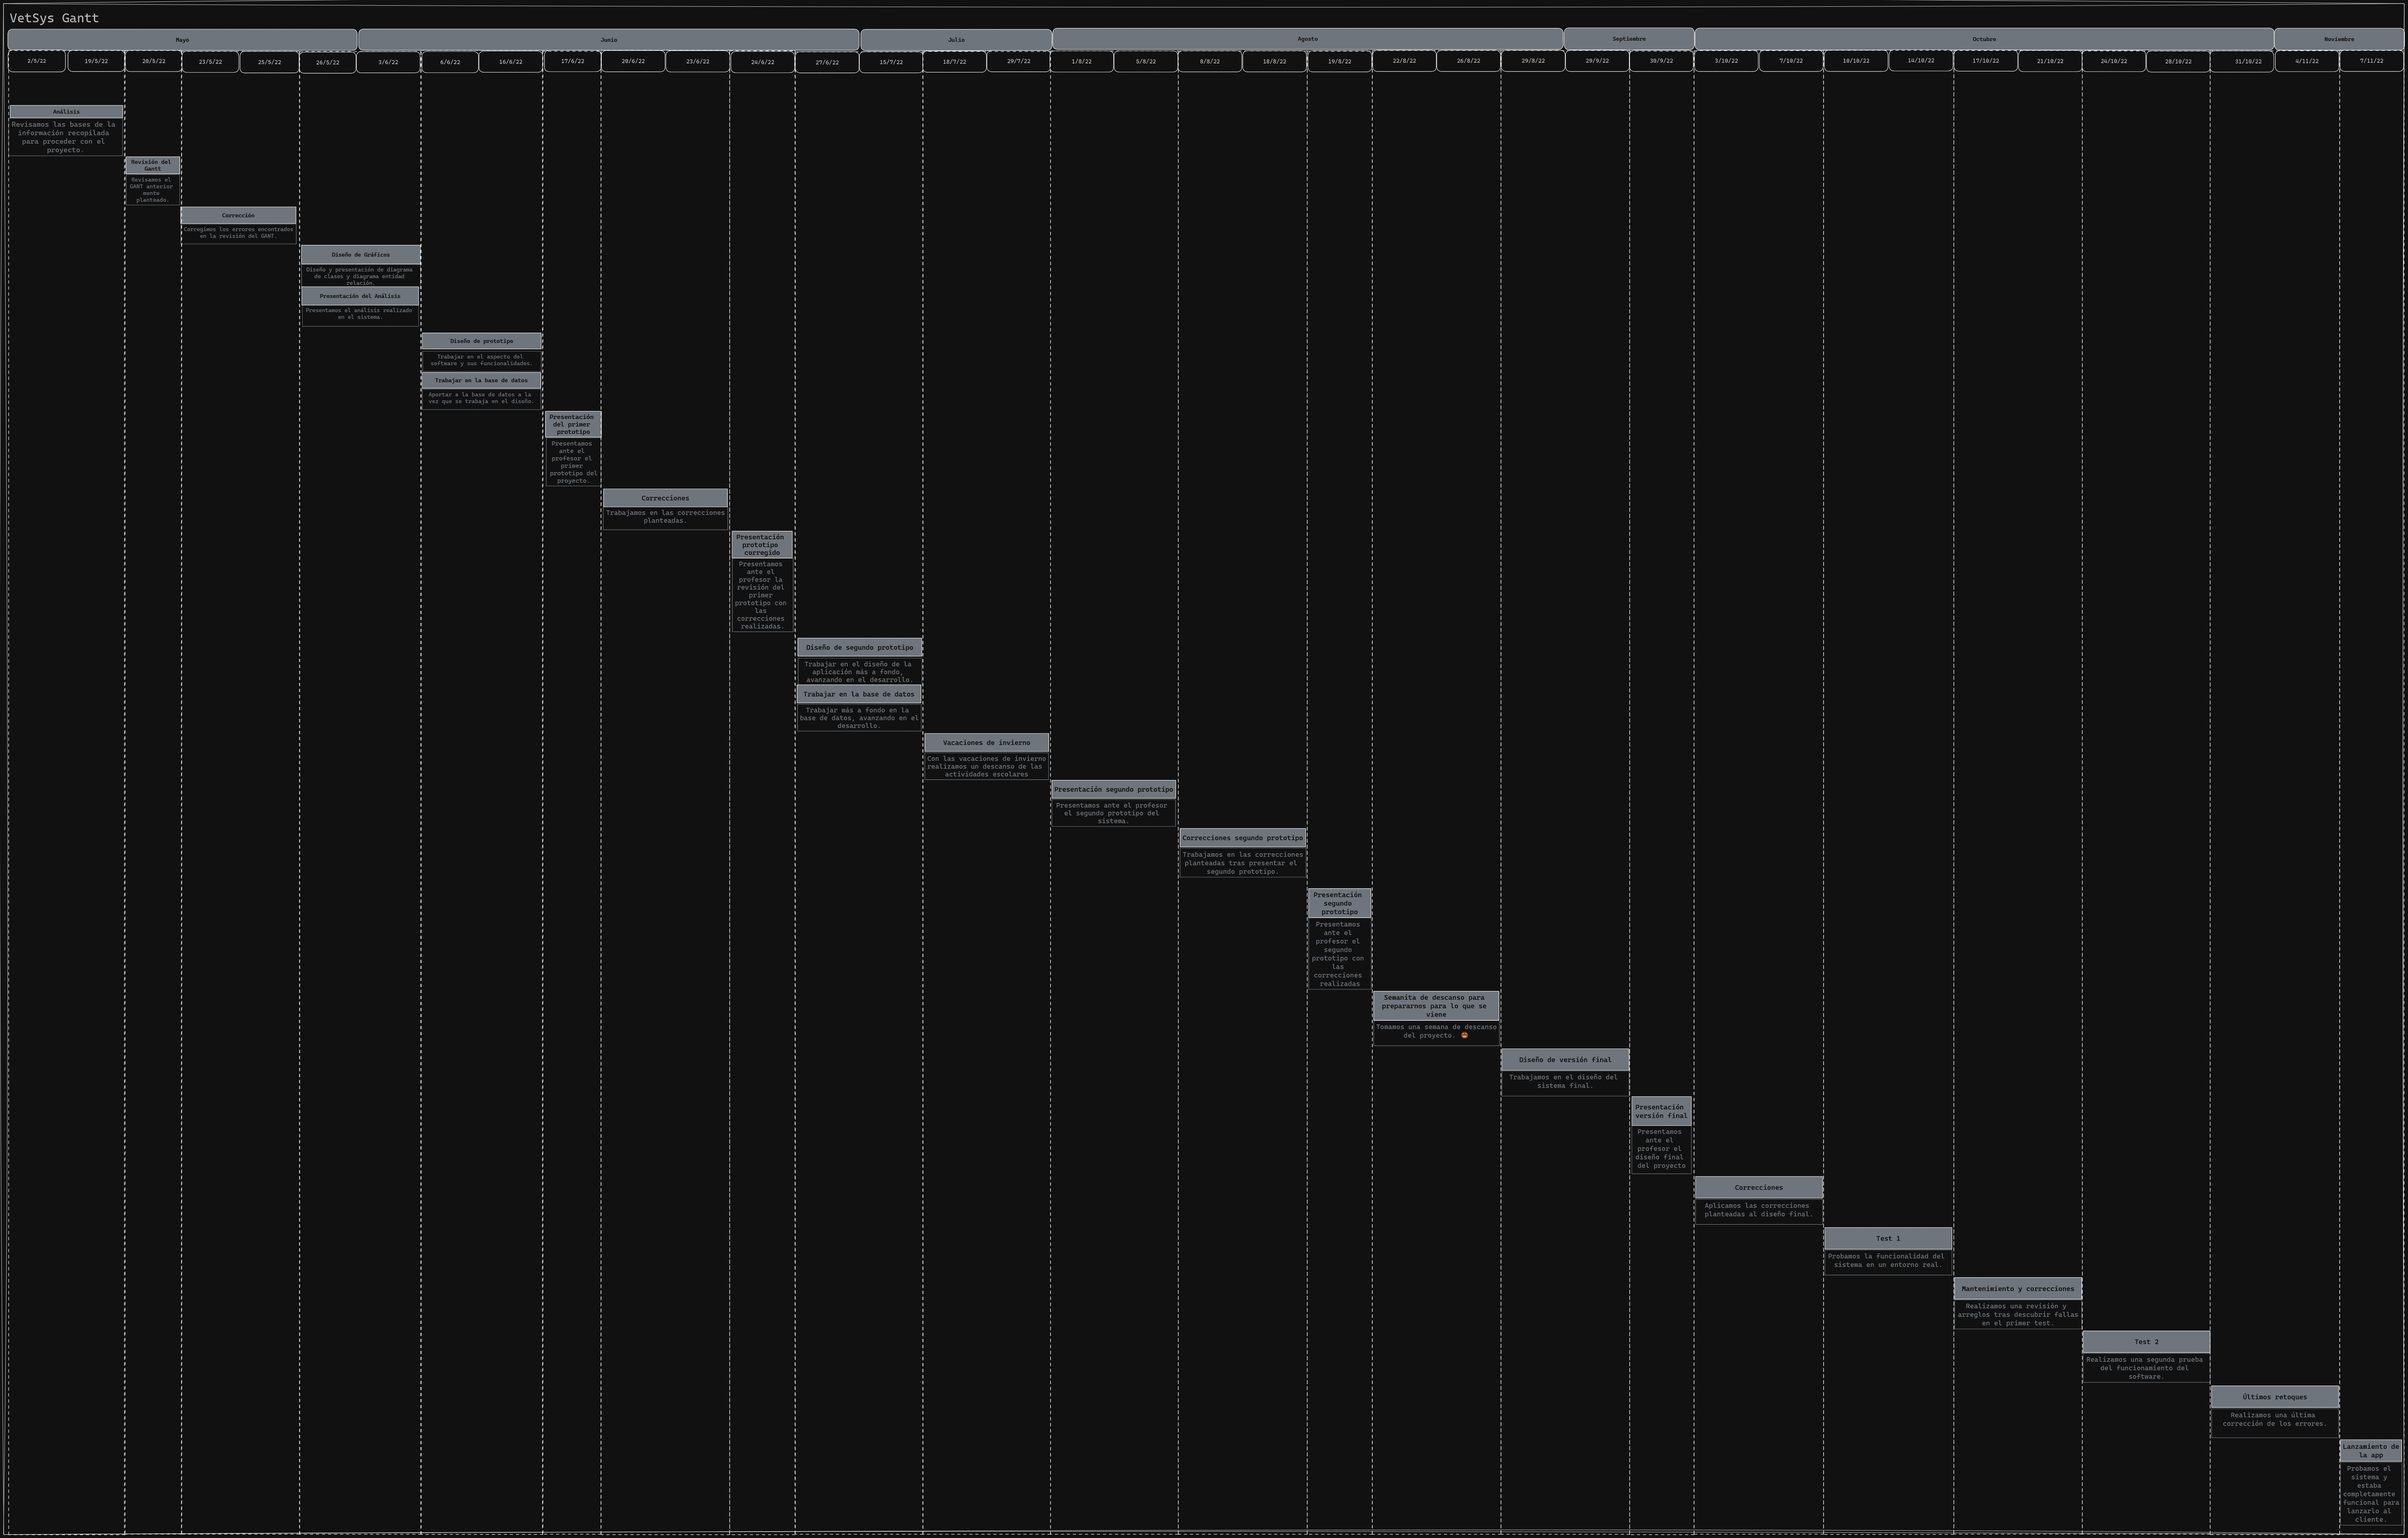 VetSys Gantt
Mayo
Junio
Julio
Agosto
Septiembre
Octubre
Noviembre
2/5/22
19/5/22
20/5/22
23/5/22
25/5/22
26/5/22
3/6/22
6/6/22
16/6/22
17/6/22
20/6/22
23/6/22
24/6/22
27/6/22
15/7/22
18/7/22
29/7/22
1/8/22
5/8/22
8/8/22
18/8/22
19/8/22
22/8/22
26/8/22
29/8/22
29/9/22
30/9/22
3/10/22
7/10/22
10/10/22
14/10/22
17/10/22
21/10/22
24/10/22
28/10/22
31/10/22
4/11/22
7/11/22
Análisis
Revisamos las bases de la
información recopilada
para proceder con el
proyecto.
Revisión del
Gantt
Revisamos el
GANT anterior
mente
planteado.
Corrección
Corregimos los errores encontrados
en la revisión del GANT.
Diseño de Gráficos
Diseño y presentación de diagrama
de clases y diagrama entidad
relación.
Presentación del Análisis
Presentamos el análisis realizado
en el sistema.
Diseño de prototipo
Trabajar en el aspecto del
software y sus funcionalidades.
Trabajar en la base de datos
Aportar a la base de datos a la
vez que se trabaja en el diseño.
Presentación
del primer
prototipo
Presentamos
ante el
profesor el
primer
prototipo del
proyecto.
Correcciones
Trabajamos en las correcciones
planteadas.
Presentación
prototipo
corregido
Presentamos
ante el
profesor la
revisión del
primer
prototipo con
las
correcciones
realizadas.
Diseño de segundo prototipo
Trabajar en el diseño de la
aplicación más a fondo,
avanzando en el desarrollo.
Trabajar en la base de datos
Trabajar más a fondo en la
base de datos, avanzando en el
desarrollo.
Vacaciones de invierno
Con las vacaciones de invierno
realizamos un descanso de las
actividades escolares
Presentación segundo prototipo
Presentamos ante el profesor
el segundo prototipo del
sistema.
Correcciones segundo prototipo
Trabajamos en las correcciones
planteadas tras presentar el
segundo prototipo.
Presentación
segundo
prototipo
Presentamos
ante el
profesor el
segundo
prototipo con
las
correcciones
realizadas
Semanita de descanso para
prepararnos para lo que se
viene
Tomamos una semana de descanso
del proyecto.
Diseño de versión final
Trabajamos en el diseño del
sistema final.
Presentación
versión final
Presentamos
ante el
profesor el
diseño final
del proyecto
Correcciones
Aplicamos las correcciones
planteadas al diseño final.
Test 1
Probamos la funcionalidad del
sistema en un entorno real.
Mantenimiento y correcciones
Realizamos una revisión y
arreglos tras descubrir fallas
en el primer test.
Test 2
Realizamos una segunda prueba
del funcionamiento del
software.
Últimos retoques
Realizamos una última
corrección de los errores.
Lanzamiento de
la app
Probamos el
sistema y
estaba
completamente
funcional para
lanzarlo al
cliente.